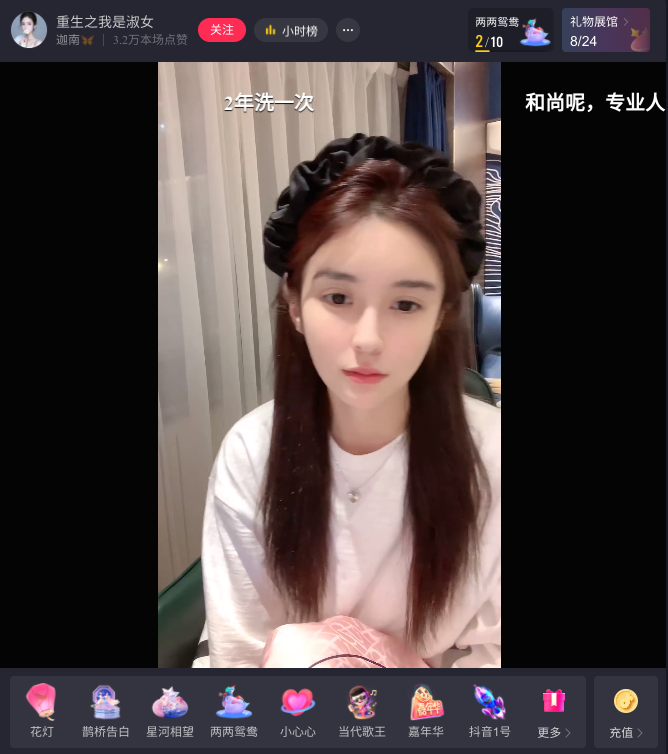 重生之我是淑女
迦南 3.2万本场点赞
关注
小时榜
两两鸳鸯
2/10
礼物展馆
8/24
2年洗一次
和尚呢，专业人
花灯
鹊桥告白
星河相望
两两鸳鸯
小心心
当代歌王
嘉年华
抖音1号
更多
充值